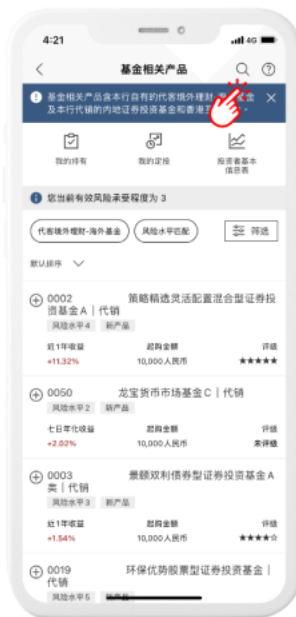 4:21
4G
基金相关产品
基金相关产品含本行自有的代客境外理财-海外基金
及本行代销的内地证券投资基金和香港互
我的持有
我的定投
投资者基本
信息表
您当前有效风险承受程度为 3
代客境外理财-海外基金
风险水平匹配
筛选
默认排序
0002 策略精选灵活配置混合型证券投
资基金A｜代销
风险水平4 新产品
近1年收益 起购金额 评级
+11.32% 10,000人民币 ★★★★★
0050 龙宝货币市场基金C｜代销
风险水平2 新产品
七日年化收益 起购金额 评级
+2.02% 10,000人民币 未评级
0003 景颐双利债券型证券投资基金A
类｜代销
风险水平3 新产品
近1年收益 起购金额 评级
+1.54% 10,000人民币 ★★★★☆
0019 环保优势股票型证券投资基金｜
代销
风险水平5